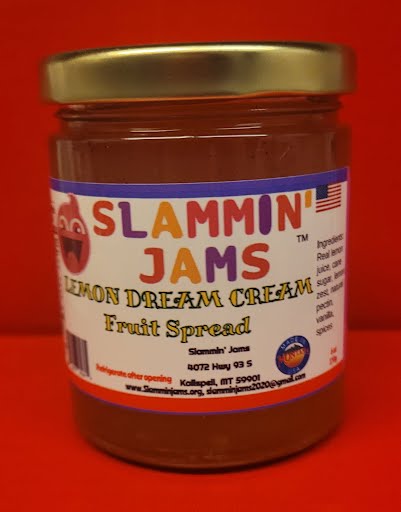 SLAMMIN'
JAMS
TM
LEMON DREAM CREAM
Fruit Spread
Slammin' Jams
4072 Hwy 93 S
Kalispell, MT 59901
Refrigerate after opening
www.Slamminjams.org, slamminjams2020@gmail.com
Ingredients:
Real lemon
juice, cane
sugar, lemon
zest, natural
pectin,
vanilla,
spices